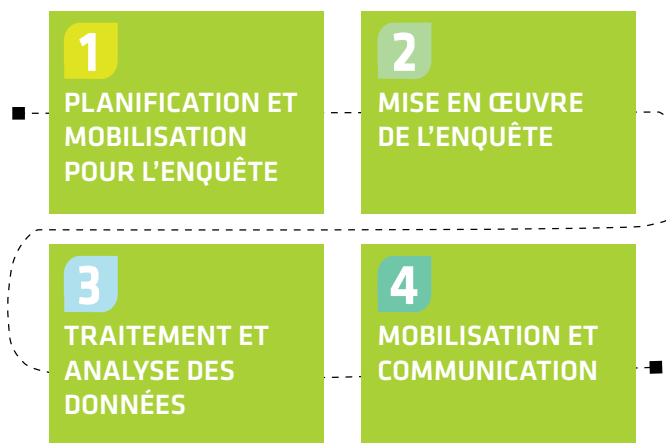 1
PLANIFICATION ET
MOBILISATION
POUR L’ENQUÊTE
2
MISE EN ŒUVRE
DE L’ENQUÊTE
3
TRAITEMENT ET
ANALYSE DES
DONNÉES
4
MOBILISATION ET
COMMUNICATION